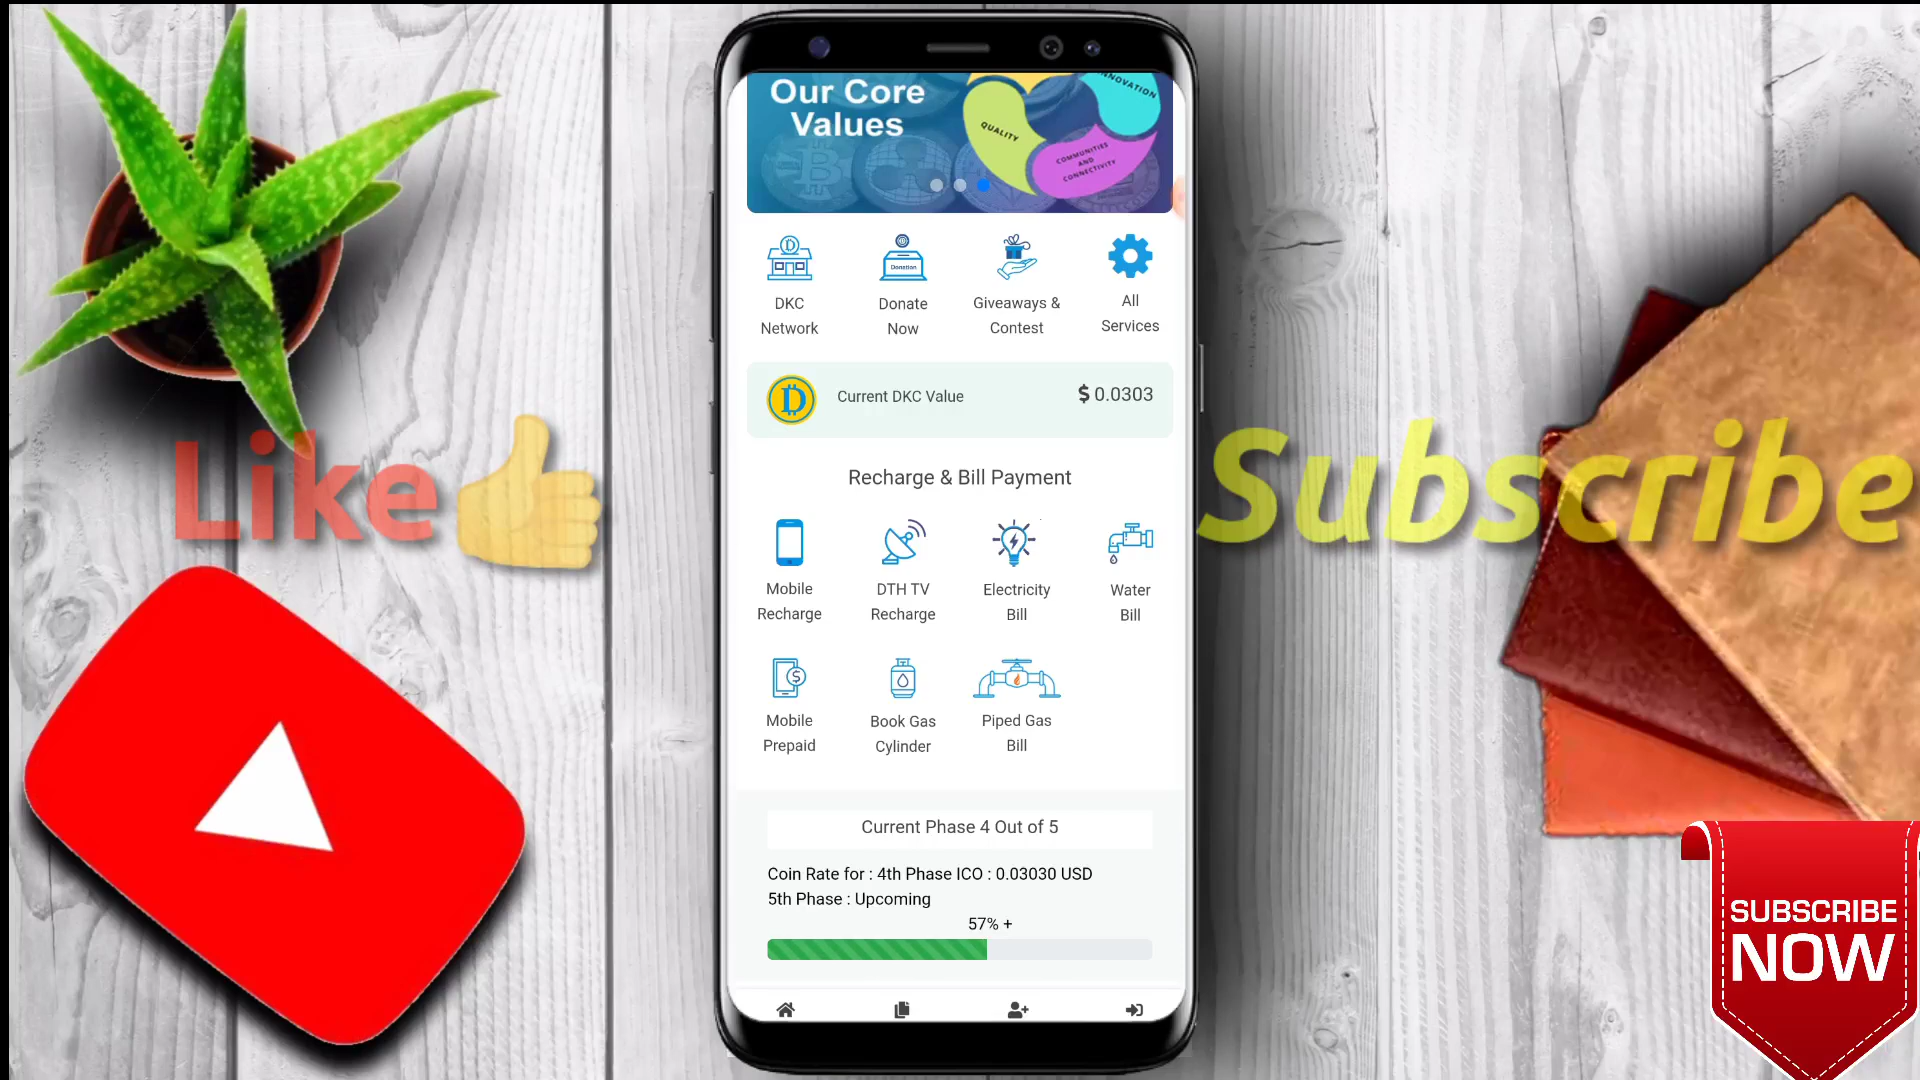 Our Core
Values
INNOVATION
QUALITY
COMMUNITIES
AND
CONNECTIVITY
DKC
Network
Donation
Donate
Now
Giveaways &
Contest
All
Services
Current DKC Value
$ 0.0303
Recharge & Bill Payment
Mobile
Recharge
DTH TV
Recharge
Electricity
Bill
Water
Bill
Mobile
Prepaid
Book Gas
Cylinder
Piped Gas
Bill
Current Phase 4 Out of 5
Coin Rate for : 4th Phase ICO : 0.03030 USD
5th Phase : Upcoming
57% +
Like
Subscribe
SUBSCRIBE
NOW